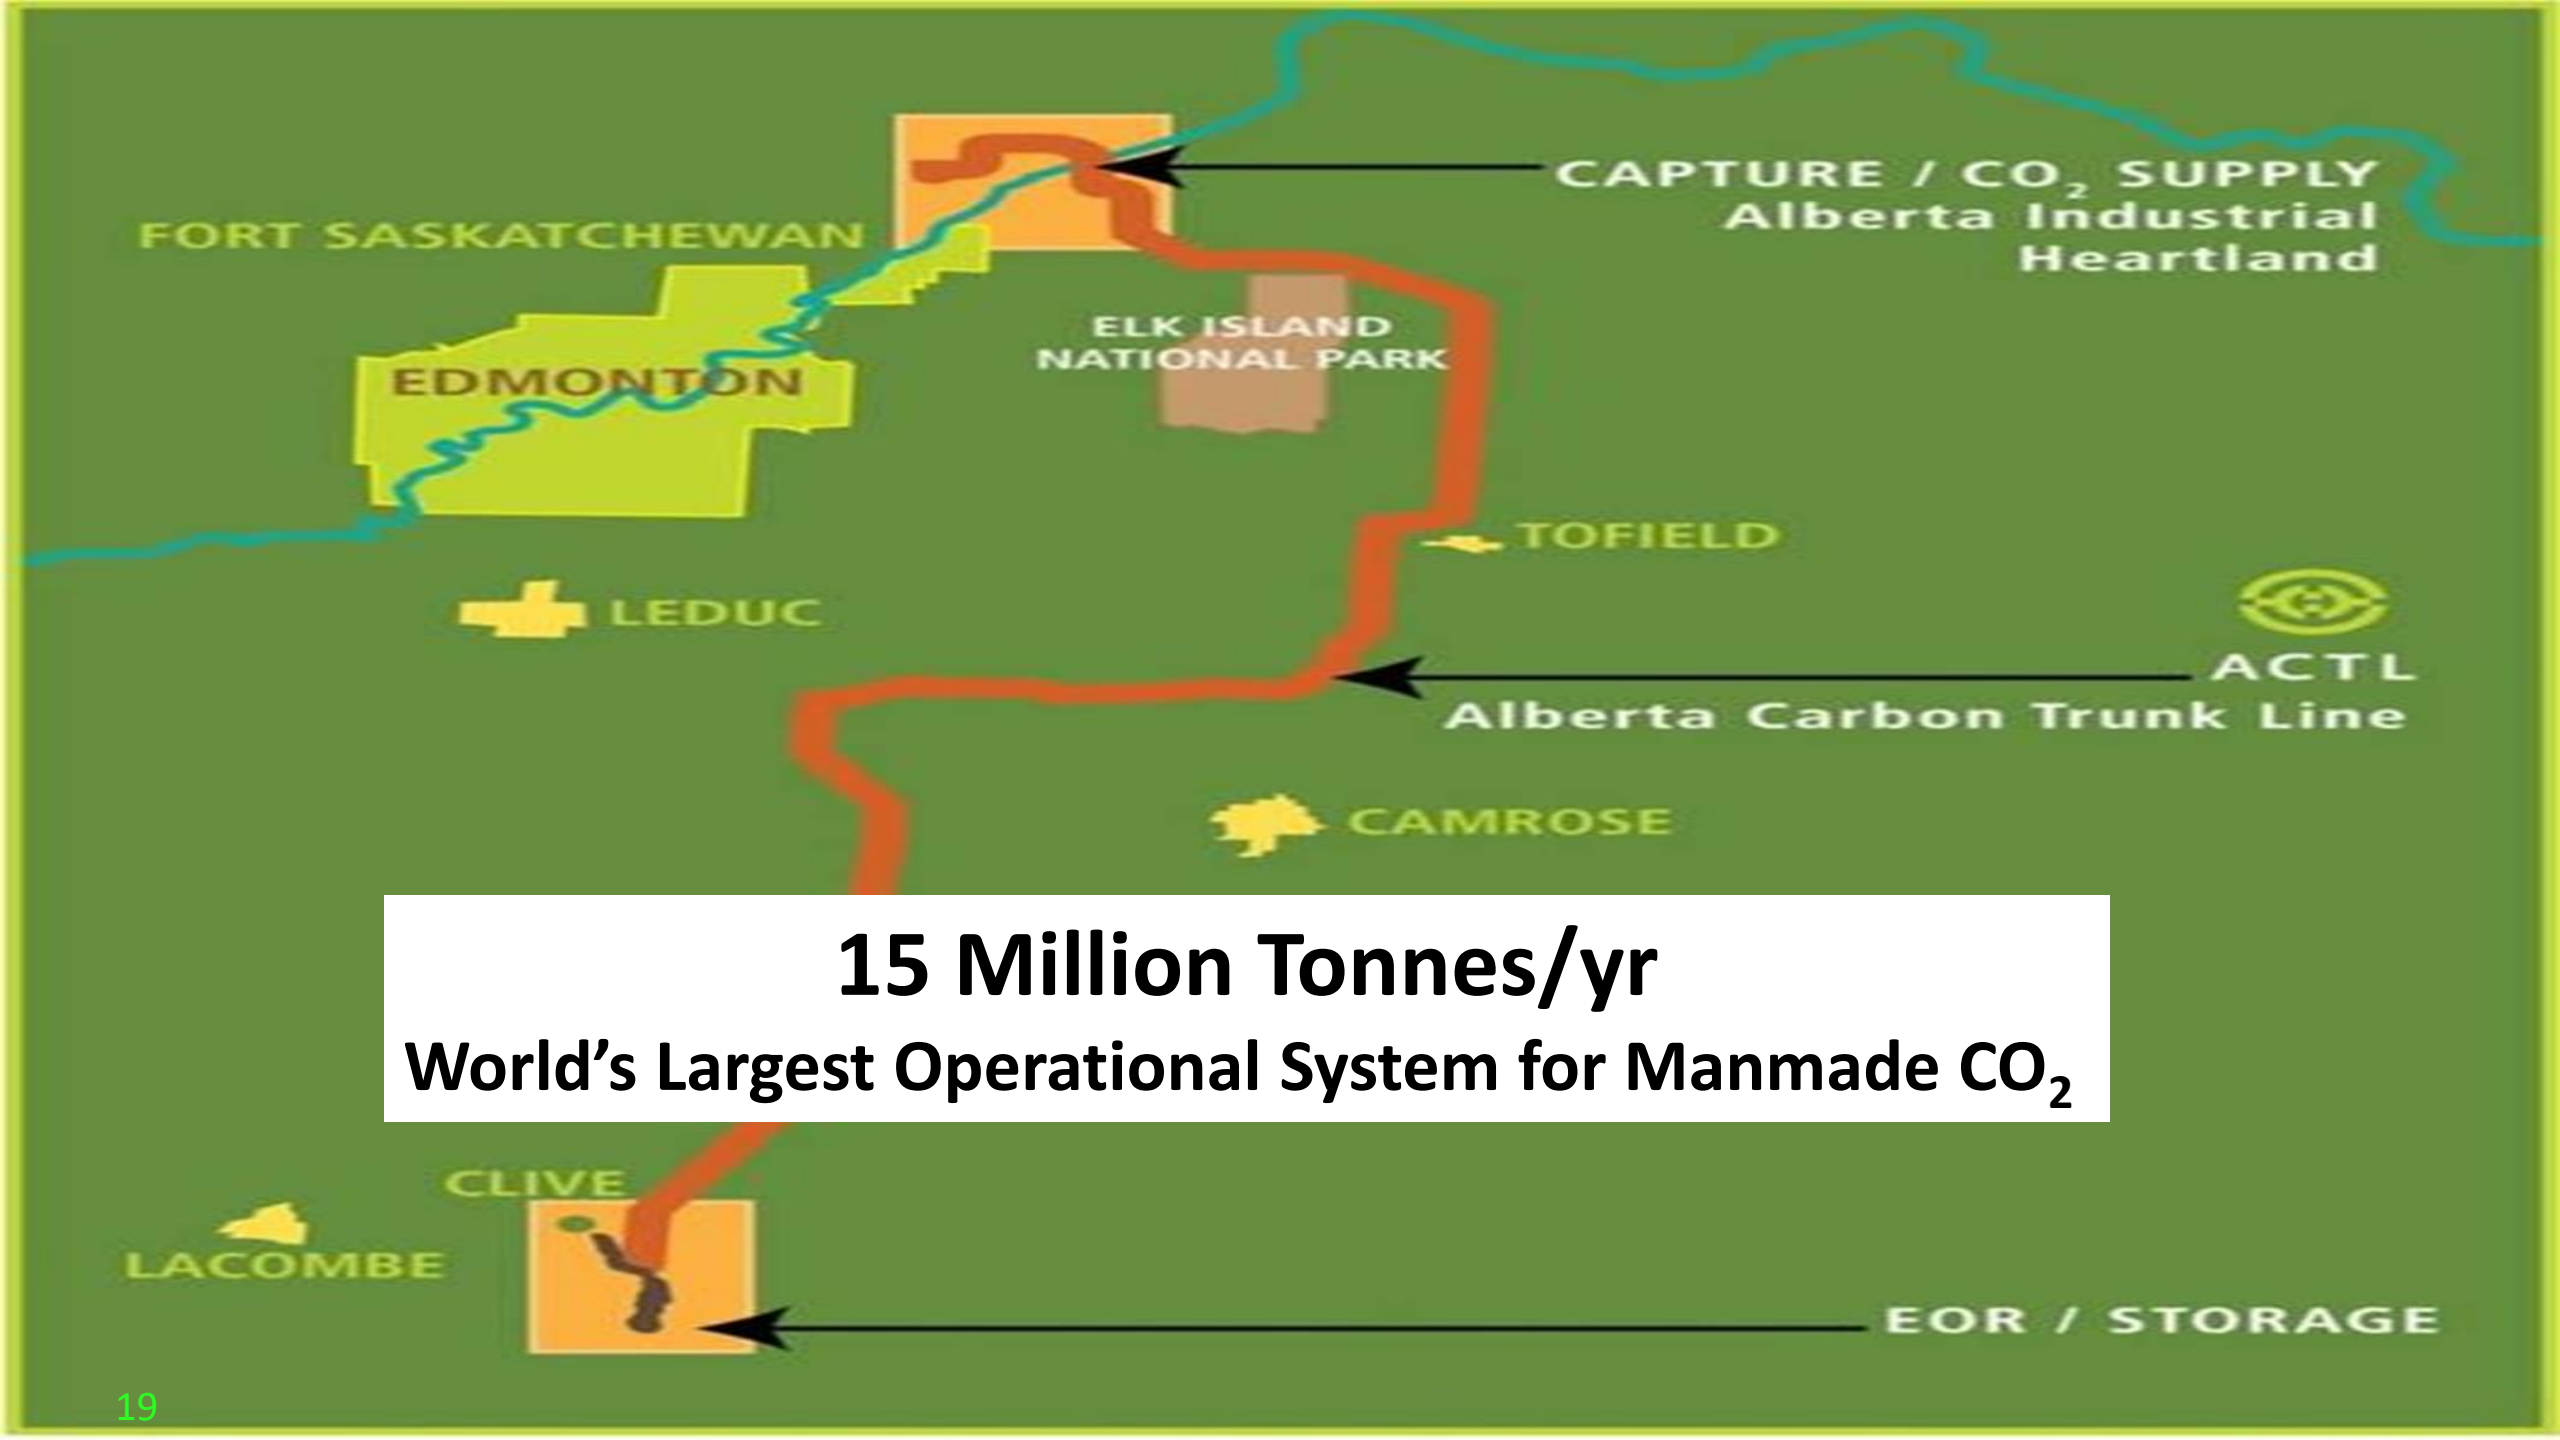 CAPTURE / CO₂ SUPPLY
Alberta Industrial
Heartland
FORT SASKATCHEWAN
ELK ISLAND
NATIONAL PARK
EDMONTON
TOFIELD
LEDUC
ACTL
Alberta Carbon Trunk Line
CAMROSE
15 Million Tonnes/yr
World’s Largest Operational System for Manmade CO₂
CLIVE
LACOMBE
EOR / STORAGE
19